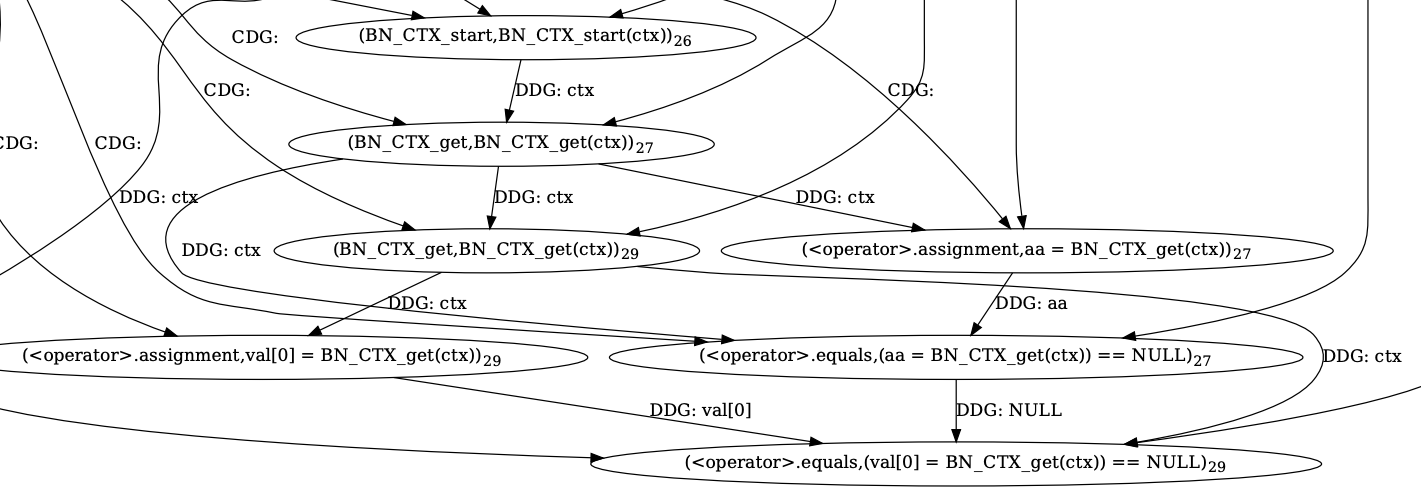 CDG:
(BN_CTX_start,BN_CTX_start(ctx))26
CDG:
DDG: ctx
CDG:
CDG:
CDG:
(BN_CTX_get,BN_CTX_get(ctx))27
DDG: ctx
DDG: ctx
DDG: ctx
DDG: ctx
(BN_CTX_get,BN_CTX_get(ctx))29
(<operator>.assignment,aa = BN_CTX_get(ctx))27
DDG: ctx
DDG: aa
(<operator>.assignment,val[0] = BN_CTX_get(ctx))29
(<operator>.equals,(aa = BN_CTX_get(ctx)) == NULL)27
DDG: ctx
DDG: val[0]
DDG: NULL
(<operator>.equals,(val[0] = BN_CTX_get(ctx)) == NULL)29